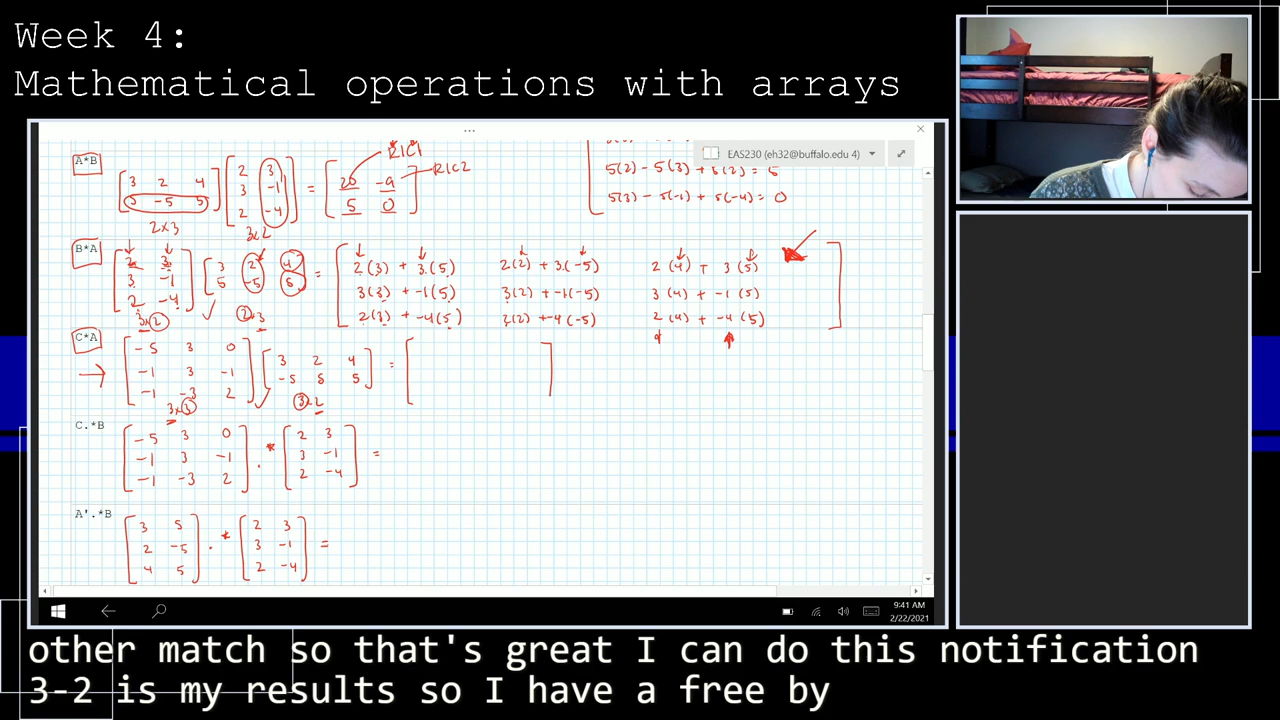 Week 4:
Mathematical operations with arrays
EAS230 (eh32@buffalo.edu 4)
A*B
3 2 4
5 -5 5
2x3
2 3
3 -1
2 -4
3x2
=
20 -9
5 0
R1C1
R1C2
5(2) - 5(3) + 5(2) = 5
5(3) - 5(-1) + 5(-4) = 0
B*A
2 3
3 -1
2 -4
3x2
3 2 4
5 -5 5
2x3
=
2(3) + 3(5) 2(2) + 3(-5) 2(4) + 3(5)
3(3) + -1(5) 3(2) + -1(-5) 3(4) + -1(5)
2(3) + -4(5) 2(2) + -4(-5) 2(4) + -4(5)
C*A
-5 3 0
-1 3 -1
-1 -3 2
3x3
3 2 4
-5 5 5
3x2
=
C.*B
-5 3 0
-1 3 -1
-1 -3 2
.*
2 3
3 -1
2 -4
=
A'.*B
3 5
2 -5
4 5
.*
2 3
3 -1
2 -4
=
9:41 AM
2/22/2021
other match so that's great I can do this notification
3-2 is my results so I have a free by